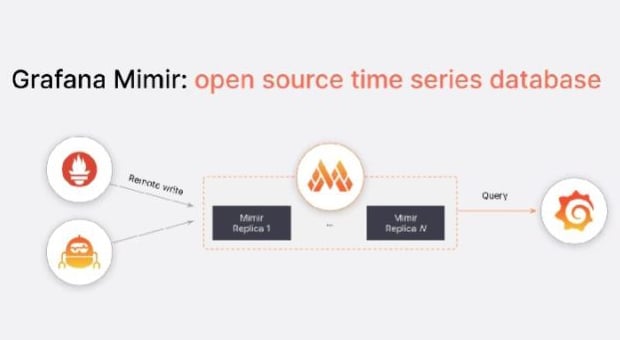 Grafana Mimir: open source time series database
Remote write
Mimir
Replica 1
...
Mimir
Replica N
Query